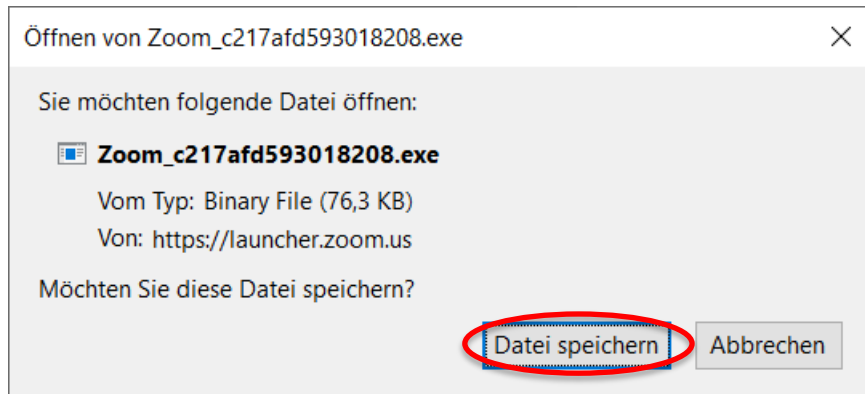 Öffnen von Zoom_c217afd593018208.exe
Sie möchten folgende Datei öffnen:
Zoom_c217afd593018208.exe
Vom Typ: Binary File (76,3 KB)
Von: https://launcher.zoom.us
Möchten Sie diese Datei speichern?
Datei speichern Abbrechen